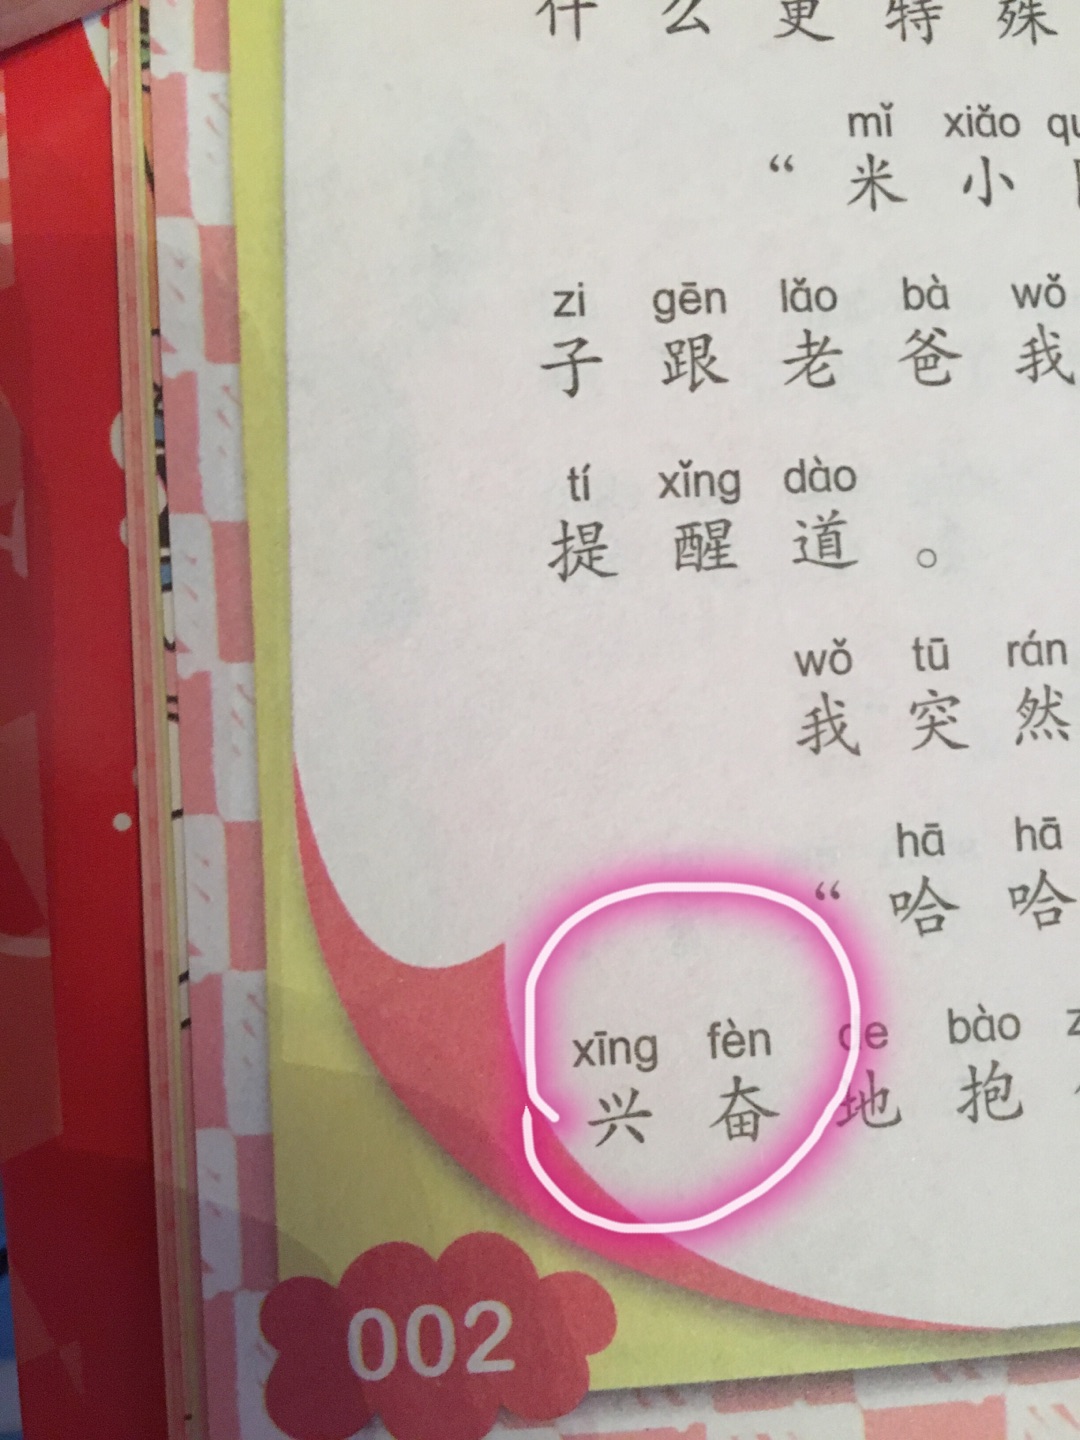 什么更特殊
mǐ xiǎo
“米小
zi gēn lǎo bà wǒ
子跟老爸我
tí xǐng dào
提醒道。
wǒ tū rán
我突然
hā hā
“哈哈
xīng fèn de bào
兴奋地抱
002